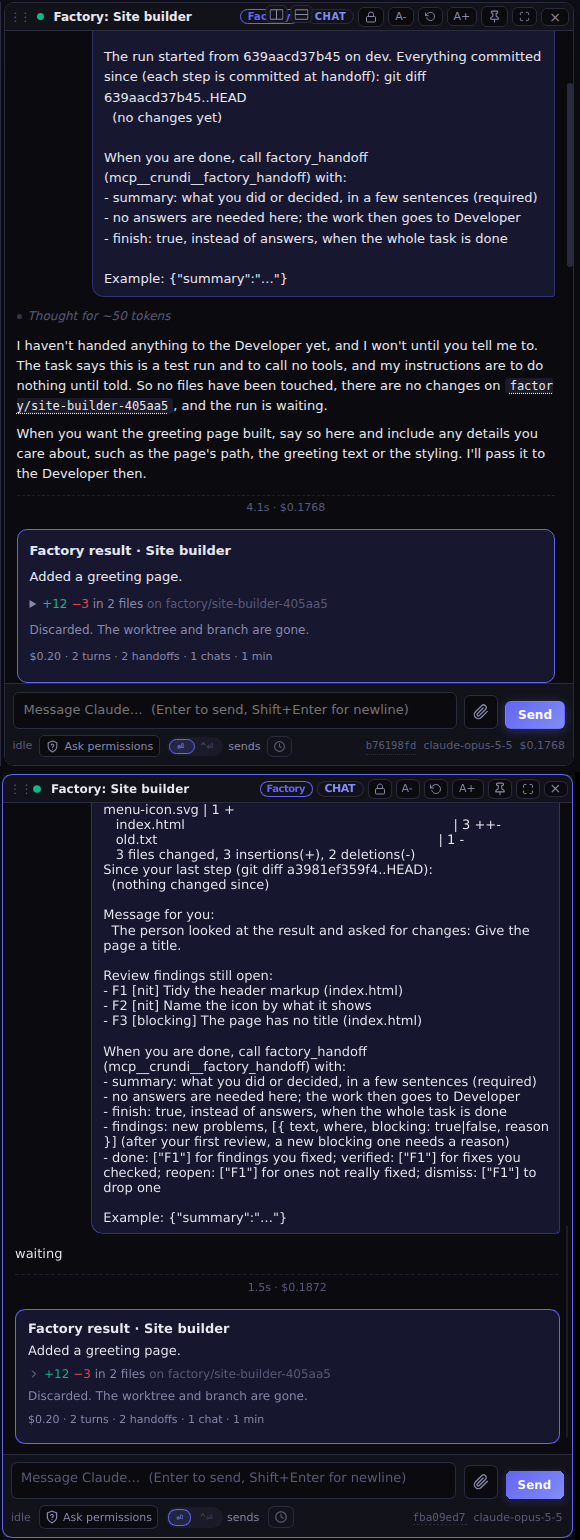 Factory: Site builder
CHAT
A-
A+
The run started from 639aacd37b45 on dev. Everything committed
since (each step is committed at handoff): git diff
639aacd37b45..HEAD
(no changes yet)
When you are done, call factory_handoff
(mcp__crundi__factory_handoff) with:
- summary: what you did or decided, in a few sentences (required)
- no answers are needed here; the work then goes to Developer
- finish: true, instead of answers, when the whole task is done
Example: {"summary":"…"}
Thought for ~50 tokens
I haven't handed anything to the Developer yet, and I won't until you tell me to.
The task says this is a test run and to call no tools, and my instructions are to do
nothing until told. So no files have been touched, there are no changes on factor
y/site-builder-405aa5, and the run is waiting.
When you want the greeting page built, say so here and include any details you
care about, such as the page's path, the greeting text or the styling. I'll pass it to
the Developer then.
4.1s · $0.1768
Factory result · Site builder
Added a greeting page.
+12 −3 in 2 files on factory/site-builder-405aa5
Discarded. The worktree and branch are gone.
$0.20 · 2 turns · 2 handoffs · 1 chats · 1 min
Message Claude… (Enter to send, Shift+Enter for newline)
Send
idle Ask permissions sends b76198fd claude-opus-5-5 $0.1768
Factory: Site builder
Factory CHAT A- A+
menu-icon.svg | 1 +
index.html | 3 ++-
old.txt | 1 -
3 files changed, 3 insertions(+), 2 deletions(-)
Since your last step (git diff a3981ef359f4..HEAD):
(nothing changed since)
Message for you:
The person looked at the result and asked for changes: Give the
page a title.
Review findings still open:
- F1 [nit] Tidy the header markup (index.html)
- F2 [nit] Name the icon by what it shows
- F3 [blocking] The page has no title (index.html)
When you are done, call factory_handoff
(mcp__crundi__factory_handoff) with:
- summary: what you did or decided, in a few sentences (required)
- no answers are needed here; the work then goes to Developer
- finish: true, instead of answers, when the whole task is done
- findings: new problems, [{ text, where, blocking: true|false, reason
}] (after your first review, a new blocking one needs a reason)
- done: ["F1"] for findings you fixed; verified: ["F1"] for fixes you
checked; reopen: ["F1"] for ones not really fixed; dismiss: ["F1"] to
drop one
Example: {"summary":"…"}
waiting
1.5s · $0.1872
Factory result · Site builder
Added a greeting page.
+12 −3 in 2 files on factory/site-builder-405aa5
Discarded. The worktree and branch are gone.
$0.20 · 2 turns · 2 handoffs · 1 chat · 1 min
Message Claude… (Enter to send, Shift+Enter for newline)
Send
idle Ask permissions sends fba09ed7 claude-opus-5-5